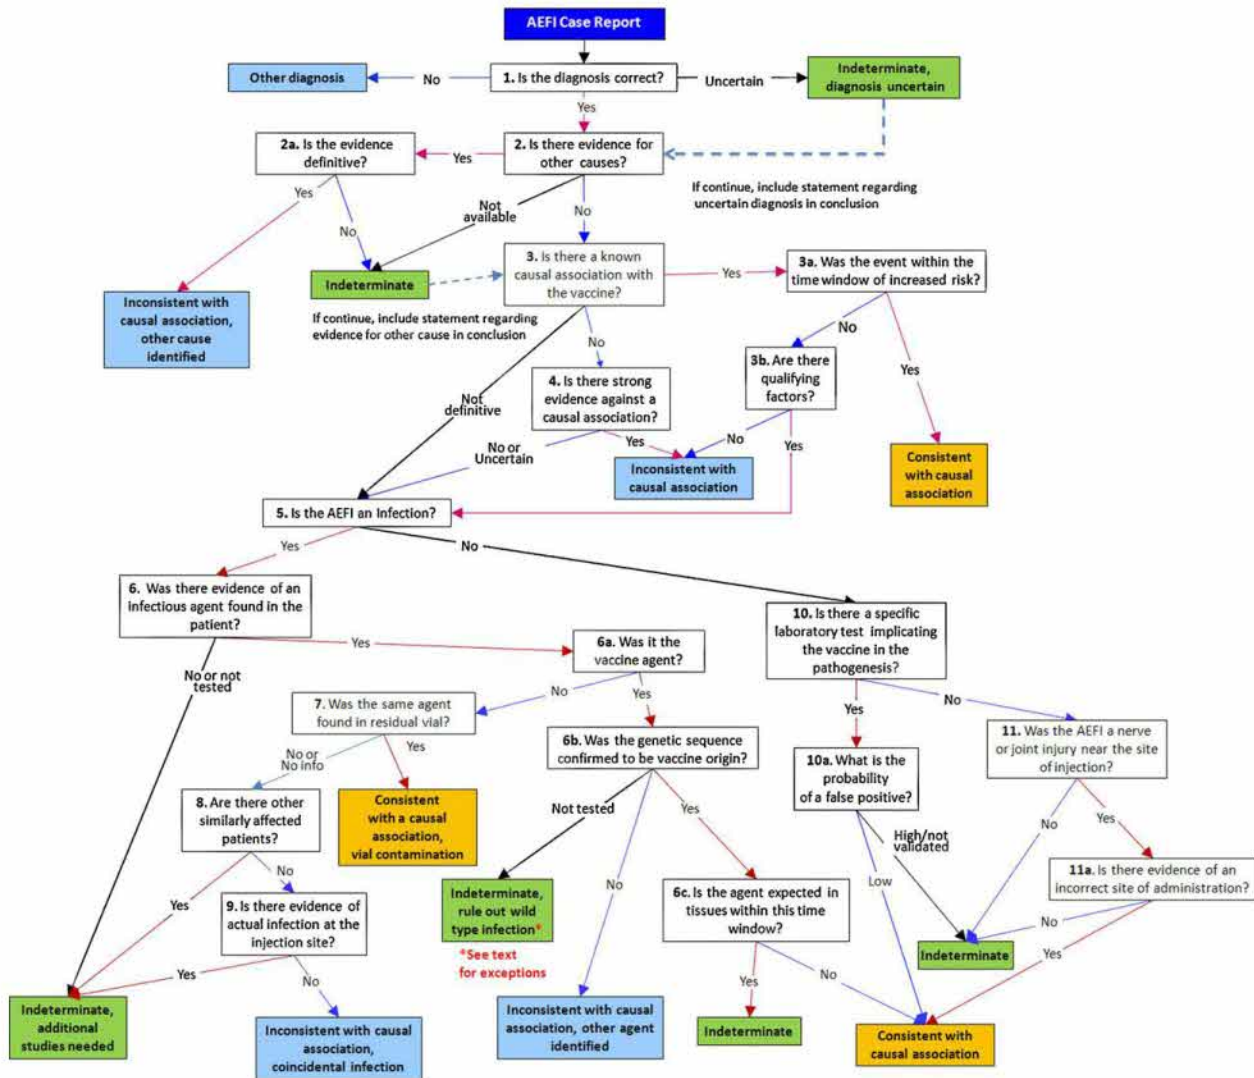 AEFI Case Report
Other diagnosis
No
1. Is the diagnosis correct?
Uncertain
Indeterminate,
diagnosis uncertain
Yes
2a. Is the evidence
definitive?
Yes
2. Is there evidence for
other causes?
If continue, include statement regarding
uncertain diagnosis in conclusion
Yes
No
Not
available
No
Indeterminate
3. Is there a known
causal association with
the vaccine?
Yes
3a. Was the event within the
time window of increased risk?
Inconsistent with
causal association,
other cause
identified
If continue, include statement regarding
evidence for other cause in conclusion
No
No
Yes
4. Is there strong
evidence against a
causal association?
3b. Are there
qualifying
factors?
Not
definitive
No or
Uncertain
Yes
No
Yes
Inconsistent with
causal association
Consistent
with causal
association
5. Is the AEFI an Infection?
Yes
No
6. Was there evidence of an
infectious agent found in the
patient?
Yes
6a. Was it the
vaccine agent?
10. Is there a specific
laboratory test implicating
the vaccine in the
pathogenesis?
No or not
tested
No
Yes
Yes
No
7. Was the same agent
found in residual vial?
6b. Was the genetic sequence
confirmed to be vaccine origin?
10a. What is the
probability
of a false positive?
11. Was the AEFI a nerve
or joint injury near the site
of injection?
No or
No info
Yes
8. Are there other
similarly affected
patients?
Consistent
with a causal
association,
vial contamination
Not tested
No
Yes
High/not
validated
Low
No
Yes
Yes
No
9. Is there evidence of
actual infection at the
injection site?
Indeterminate,
rule out wild
type infection*
*See text
for exceptions
6c. Is the agent expected in
tissues within this time
window?
11a. Is there evidence of an
incorrect site of administration?
No
Yes
Indeterminate
Yes
No
Yes
No
Indeterminate,
additional
studies needed
Inconsistent with causal
association,
coincidental infection
Inconsistent with causal
association, other agent
identified
Indeterminate
Consistent with
causal association